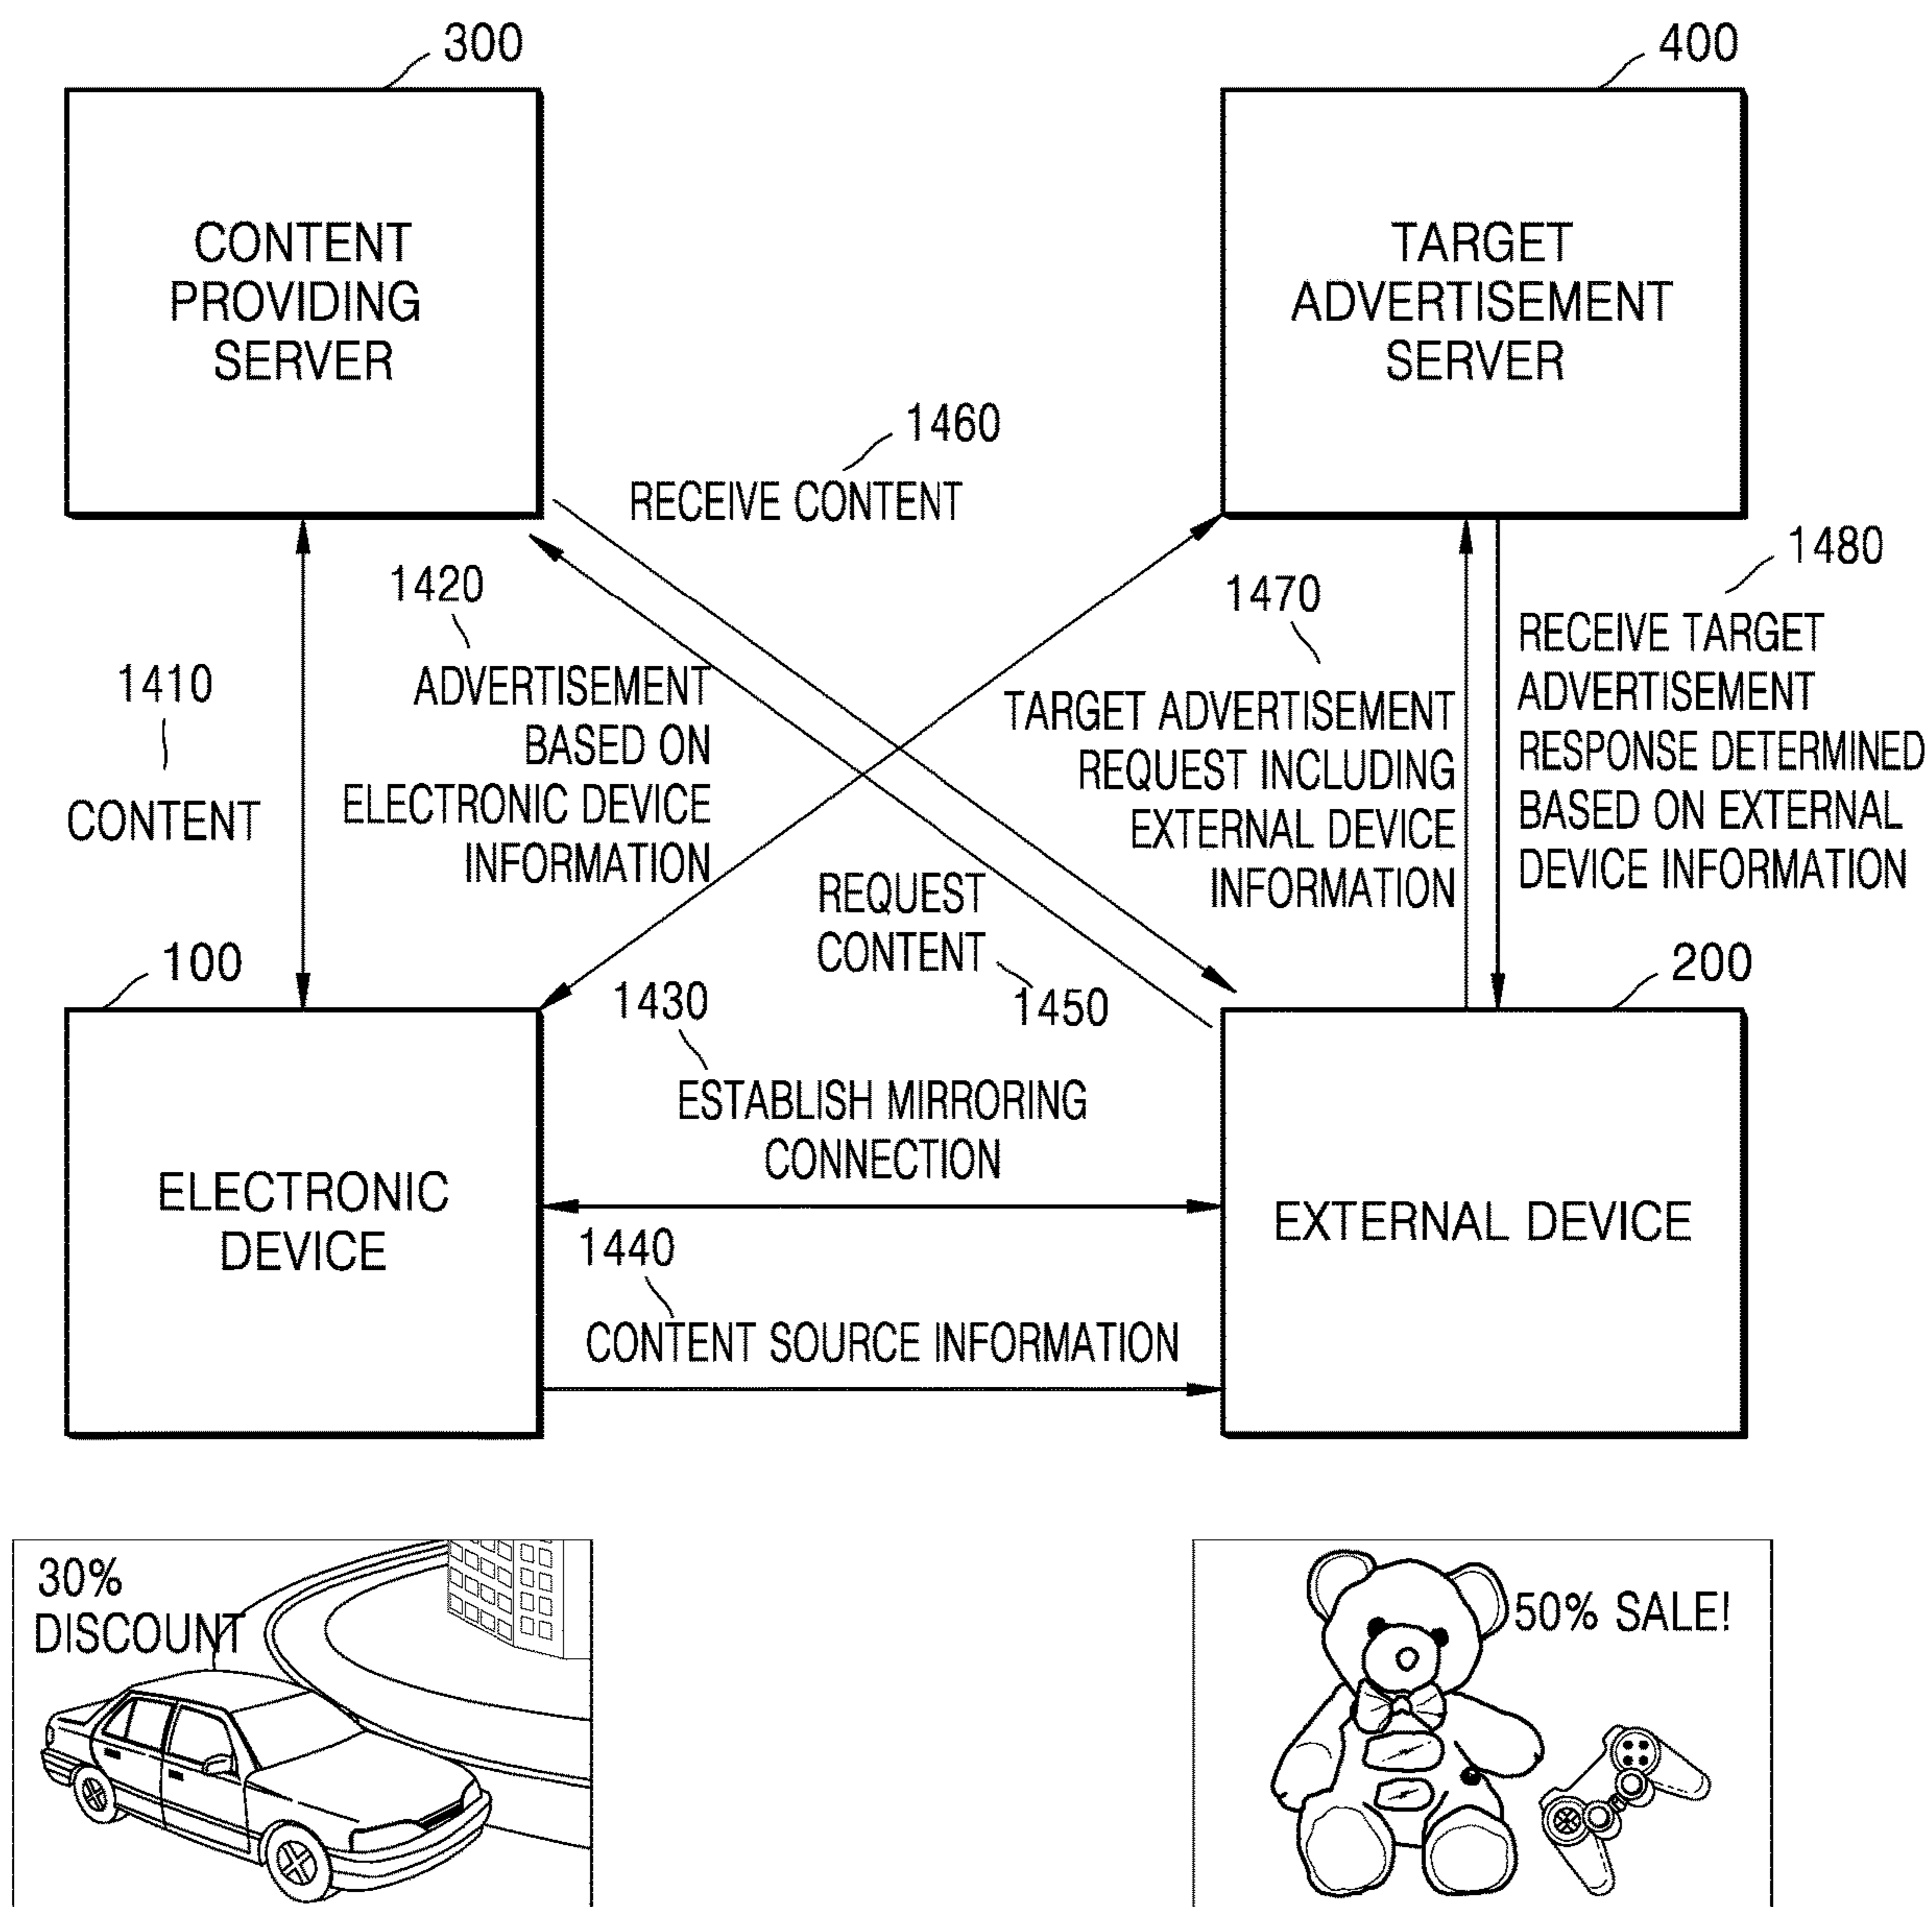 300
400
CONTENT
PROVIDING
SERVER
TARGET
ADVERTISEMENT
SERVER
1460
RECEIVE CONTENT
1420
ADVERTISEMENT
BASED ON
ELECTRONIC DEVICE
INFORMATION
1410
CONTENT
1470
TARGET ADVERTISEMENT
REQUEST INCLUDING
EXTERNAL DEVICE
INFORMATION
1480
RECEIVE TARGET
ADVERTISEMENT
RESPONSE DETERMINED
BASED ON EXTERNAL
DEVICE INFORMATION
REQUEST
CONTENT
1450
100
200
1430
ESTABLISH MIRRORING
CONNECTION
ELECTRONIC
DEVICE
EXTERNAL DEVICE
1440
CONTENT SOURCE INFORMATION
30%
DISCOUNT
50% SALE!